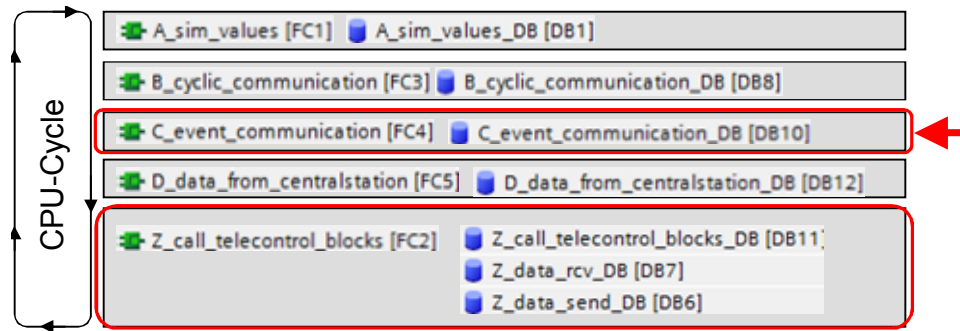 CPU-Cycle
A_sim_values [FC1] A_sim_values_DB [DB1]
B_cyclic_communication [FC3] B_cyclic_communication_DB [DB8]
C_event_communication [FC4] C_event_communication_DB [DB10]
D_data_from_centralstation [FC5] D_data_from_centralstation_DB [DB12]
Z_call_telecontrol_blocks [FC2] Z_call_telecontrol_blocks_DB [DB11]
Z_data_rcv_DB [DB7]
Z_data_send_DB [DB6]